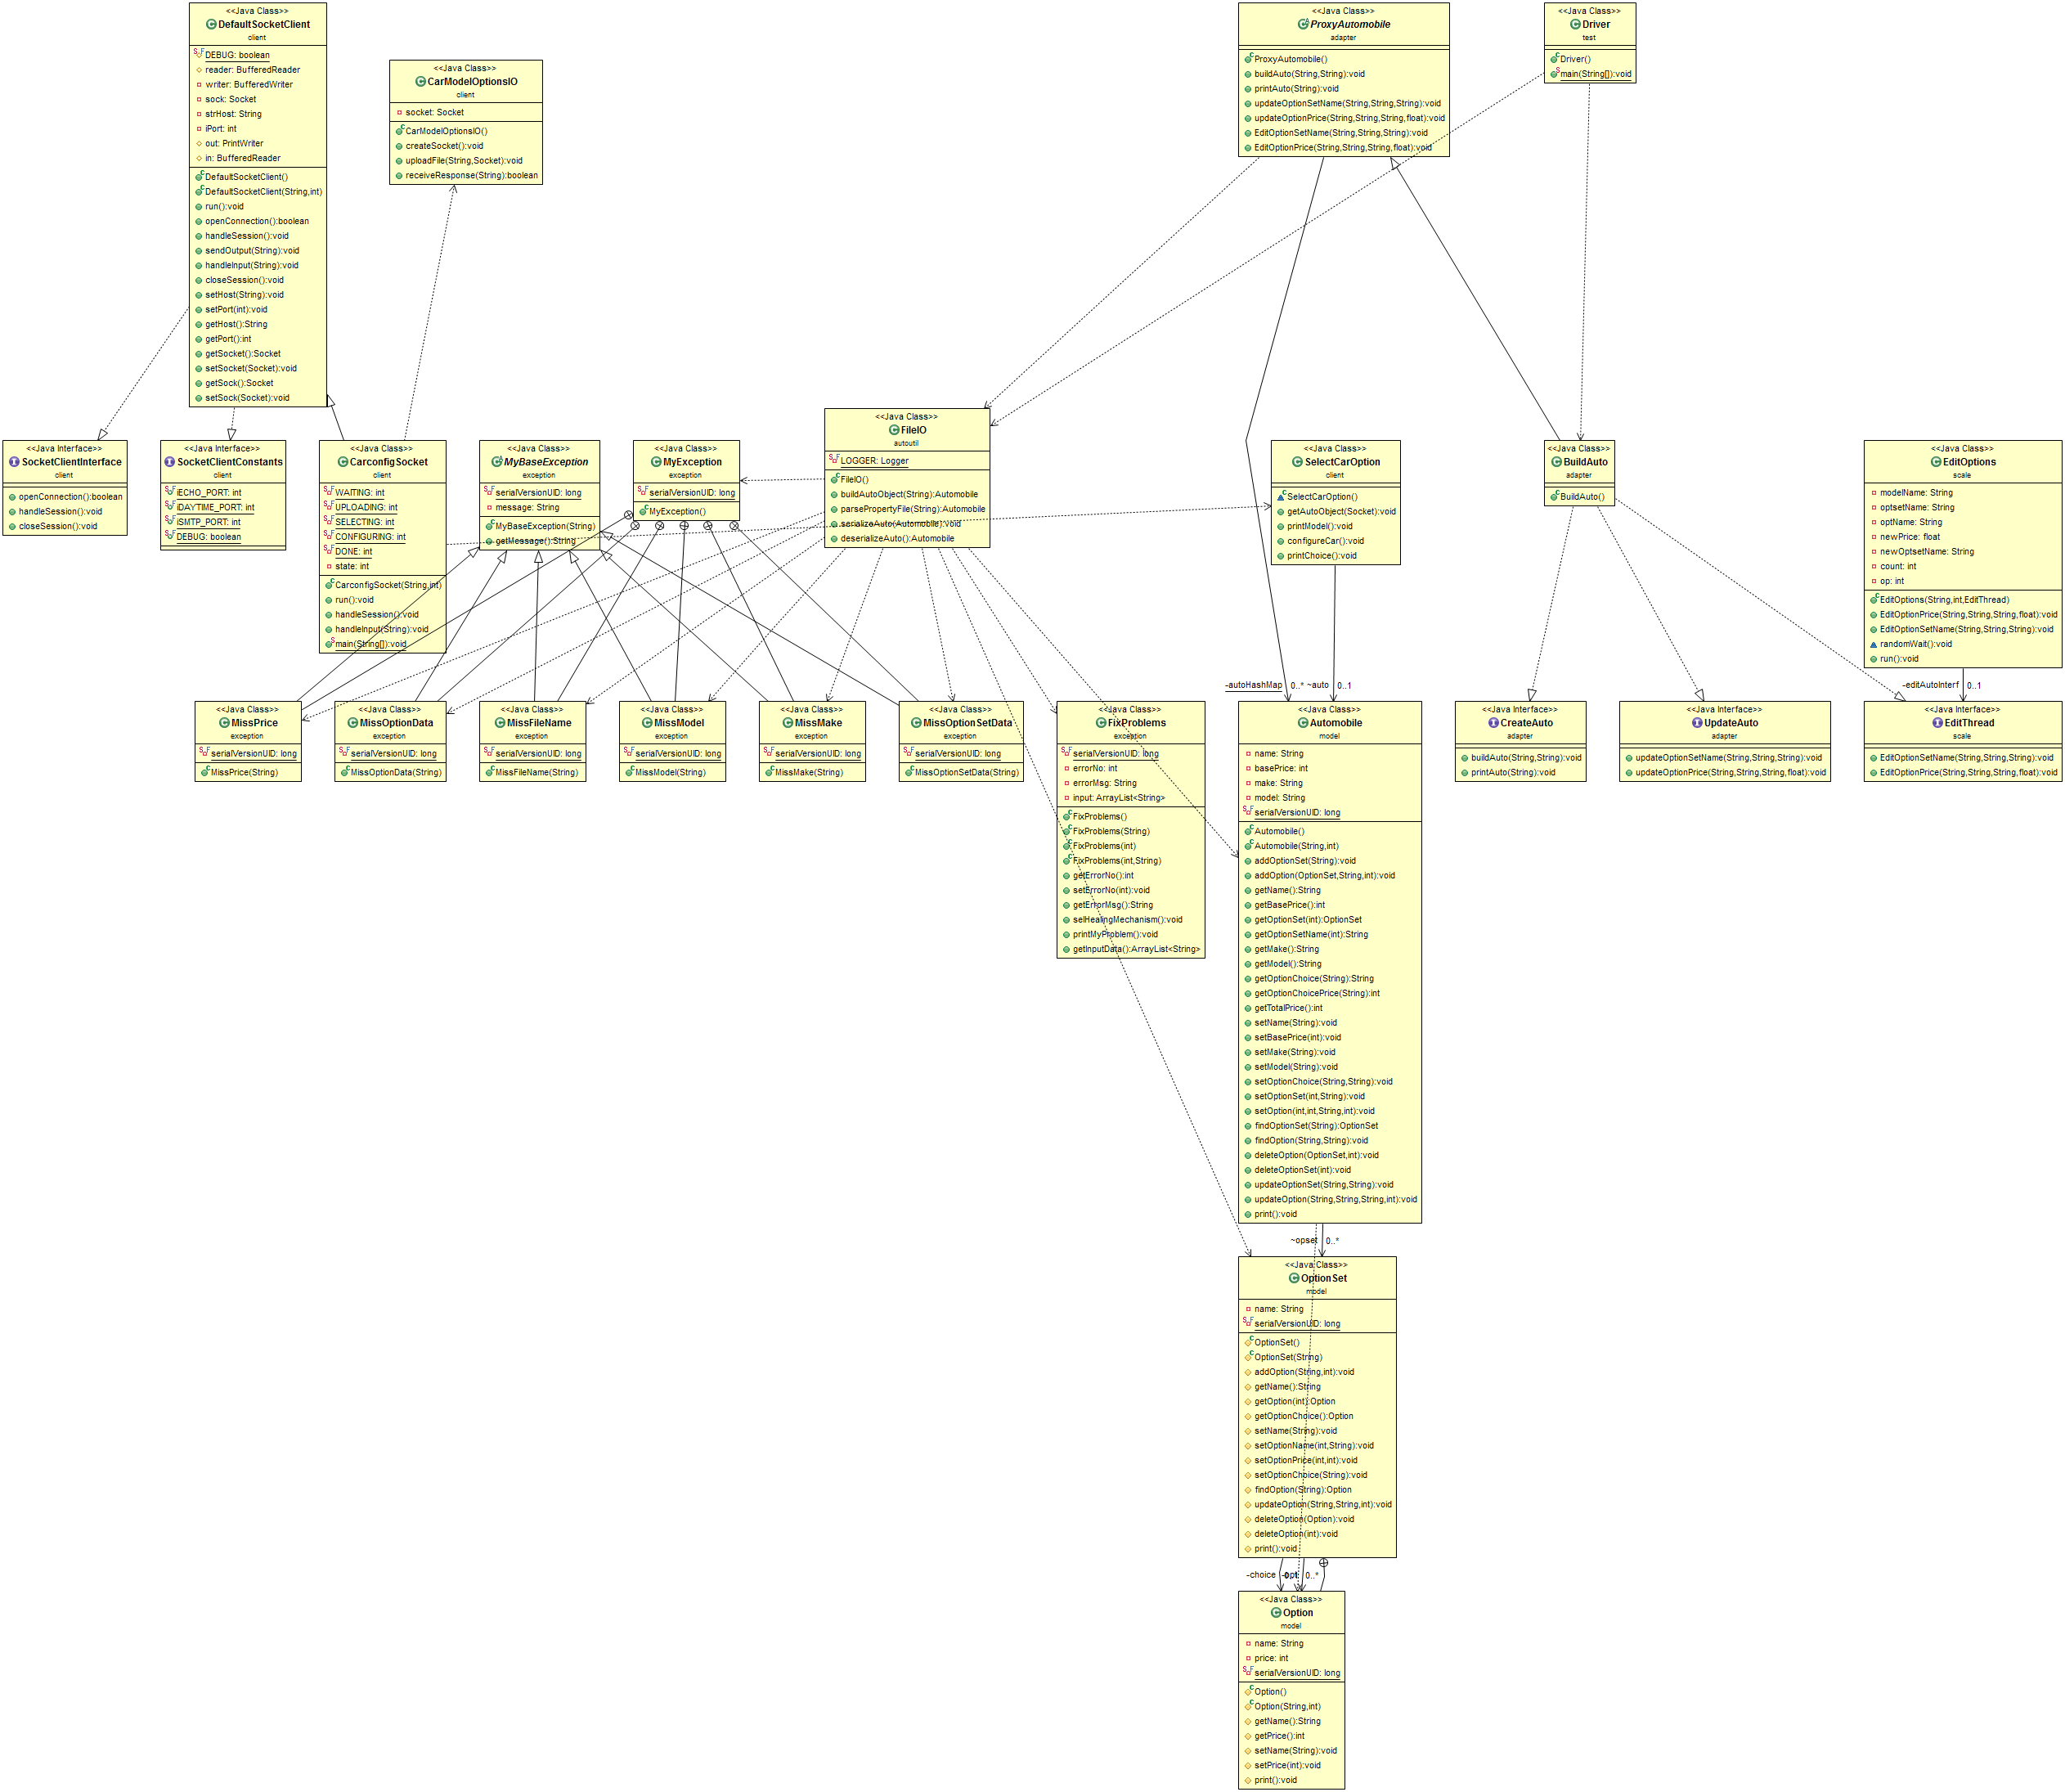 <<Java Class>>
DefaultSocketClient
client
DEBUG: boolean
reader: BufferedReader
writer: BufferedWriter
sock: Socket
strHost: String
iPort: int
out: PrintWriter
in: BufferedReader
DefaultSocketClient()
DefaultSocketClient(String,int)
run():void
openConnection():boolean
handleSession():void
sendOutput(String):void
handleInput(String):void
closeSession():void
setHost(String):void
setPort(int):void
getHost():String
getPort():int
getSocket():Socket
setSocket(Socket):void
getSock():Socket
setSock(Socket):void
<<Java Class>>
CarModelOptionsIO
client
socket: Socket
CarModelOptionsIO()
createSocket():void
uploadFile(String,Socket):void
receiveResponse(String):boolean
<<Java Class>>
ProxyAutomobile
adapter
ProxyAutomobile()
buildAuto(String,String):void
printAuto(String):void
updateOptionSetName(String,String,String):void
updateOptionPrice(String,String,String,float):void
EditOptionSetName(String,String,String):void
EditOptionPrice(String,String,String,float):void
<<Java Class>>
Driver
test
Driver()
main(String[]):void
<<Java Interface>>
SocketClientInterface
client
openConnection():boolean
handleSession():void
closeSession():void
<<Java Interface>>
SocketClientConstants
client
iECHO_PORT: int
iDAYTIME_PORT: int
iSMTP_PORT: int
DEBUG: boolean
<<Java Class>>
CarconfigSocket
client
WAITING: int
UPLOADING: int
SELECTING: int
CONFIGURING: int
DONE: int
state: int
CarconfigSocket(String,int)
run():void
handleSession():void
handleInput(String):void
main(String[]):void
<<Java Class>>
MyBaseException
exception
serialVersionUID: long
message: String
MyBaseException(String)
getMessage():String
<<Java Class>>
MyException
exception
serialVersionUID: long
MyException()
<<Java Class>>
FileIO
autoutil
LOGGER: Logger
FileIO()
buildAutoObject(String):Automobile
parsePropertyFile(String):Automobile
serializeAuto(Automobile):void
deserializeAuto():Automobile
<<Java Class>>
SelectCarOption
client
SelectCarOption()
getAutoObject(Socket):void
printModel():void
configureCar():void
printChoice():void
<<Java Class>>
BuildAuto
adapter
BuildAuto()
<<Java Class>>
EditOptions
scale
modelName: String
optsetName: String
optName: String
newPrice: float
newOptsetName: String
count: int
op: int
EditOptions(String,int,EditThread)
EditOptionPrice(String,String,String,float):void
EditOptionSetName(String,String,String):void
randomWait():void
run():void
-autoHashMap 0..* ~auto 0..1
-editAutoInterf 0..1
<<Java Class>>
MissPrice
exception
serialVersionUID: long
MissPrice(String)
<<Java Class>>
MissOptionData
exception
serialVersionUID: long
MissOptionData(String)
<<Java Class>>
MissFileName
exception
serialVersionUID: long
MissFileName(String)
<<Java Class>>
MissModel
exception
serialVersionUID: long
MissModel(String)
<<Java Class>>
MissMake
exception
serialVersionUID: long
MissMake(String)
<<Java Class>>
MissOptionSetData
exception
serialVersionUID: long
MissOptionSetData(String)
<<Java Class>>
FixProblems
exception
serialVersionUID: long
errorNo: int
errorMsg: String
input: ArrayList<String>
FixProblems()
FixProblems(String)
FixProblems(int)
FixProblems(int,String)
getErrorNo():int
setErrorNo(int):void
getErrorMsg():String
selHealingMechanism():void
printMyProblem():void
getInputData():ArrayList<String>
<<Java Class>>
Automobile
model
name: String
basePrice: int
make: String
model: String
serialVersionUID: long
Automobile()
Automobile(String,int)
addOptionSet(String):void
addOption(OptionSet,String,int):void
getName():String
getBasePrice():int
getOptionSet(int):OptionSet
getOptionSetName(int):String
getMake():String
getModel():String
getOptionChoice(String):String
getOptionChoicePrice(String):int
getTotalPrice():int
setName(String):void
setBasePrice(int):void
setMake(String):void
setModel(String):void
setOptionChoice(String,String):void
setOptionSet(int,String):void
setOption(int,int,String,int):void
findOptionSet(String):OptionSet
findOption(String,String):void
deleteOption(OptionSet,int):void
deleteOptionSet(int):void
updateOptionSet(String,String):void
updateOption(String,String,String,int):void
print():void
<<Java Interface>>
CreateAuto
adapter
buildAuto(String,String):void
printAuto(String):void
<<Java Interface>>
UpdateAuto
adapter
updateOptionSetName(String,String,String):void
updateOptionPrice(String,String,String,float):void
<<Java Interface>>
EditThread
scale
EditOptionSetName(String,String,String):void
EditOptionPrice(String,String,String,float):void
~opset 0..*
<<Java Class>>
OptionSet
model
name: String
serialVersionUID: long
OptionSet()
OptionSet(String)
addOption(String,int):void
getName():String
getOption(int):Option
getOptionChoice():Option
setName(String):void
setOptionName(int,String):void
setOptionPrice(int,int):void
setOptionChoice(String):void
findOption(String):Option
updateOption(String,String,int):void
deleteOption(Option):void
deleteOption(int):void
print():void
-choice 0..*
<<Java Class>>
Option
model
name: String
price: int
serialVersionUID: long
Option()
Option(String,int)
getName():String
getPrice():int
setName(String):void
setPrice(int):void
print():void